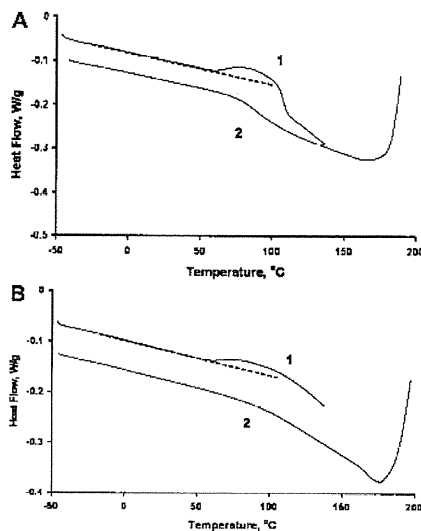 A
0
-0.1
1
-0.2
2
-0.3
-0.4
-0.5
Heat Flow, W/g
-50 0 50 100 150 200
Temperature, °C
B
0
-0.1
1
-0.2
2
-0.3
-0.4
Heat Flow, W/g
-50 0 50 100 150 200
Temperature, °C